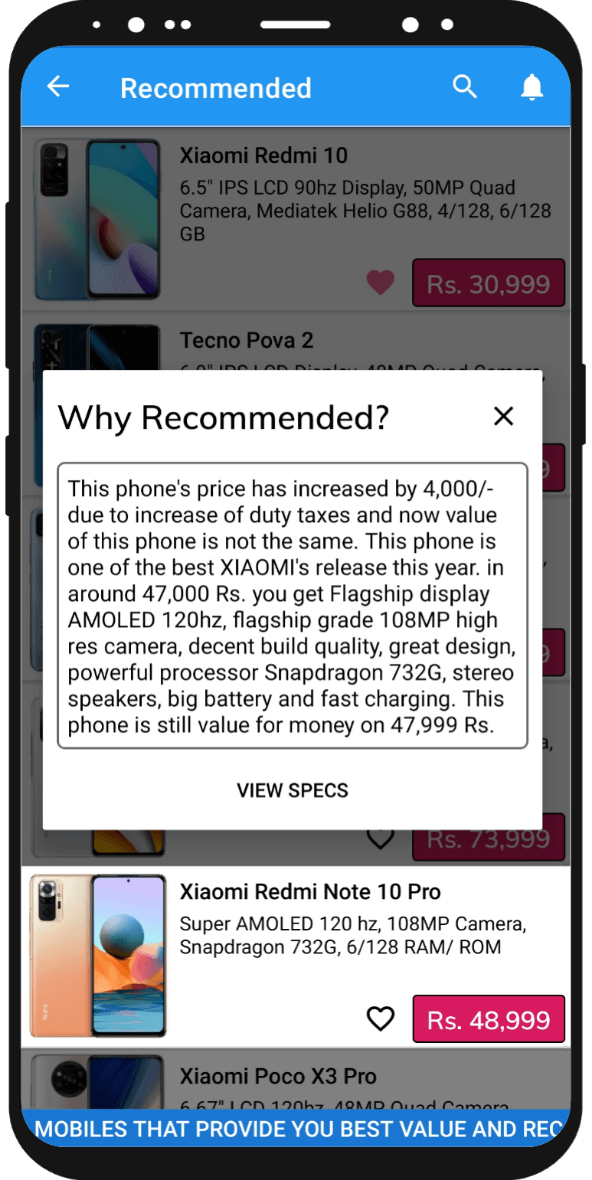 Recommended
Xiaomi Redmi 10
6.5" IPS LCD 90hz Display, 50MP Quad
Camera, Mediatek Helio G88, 4/128, 6/128
GB
Rs. 30,999
Tecno Pova 2
Why Recommended?
This phone's price has increased by 4,000/-
due to increase of duty taxes and now value
of this phone is not the same. This phone is
one of the best XIAOMI's release this year. in
around 47,000 Rs. you get Flagship display
AMOLED 120hz, flagship grade 108MP high
res camera, decent build quality, great design,
powerful processor Snapdragon 732G, stereo
speakers, big battery and fast charging. This
phone is still value for money on 47,999 Rs.
VIEW SPECS
Rs. 73,999
Xiaomi Redmi Note 10 Pro
Super AMOLED 120 hz, 108MP Camera,
Snapdragon 732G, 6/128 RAM/ ROM
Rs. 48,999
Xiaomi Poco X3 Pro
6.67" LCD 120hz, 48MP Quad Camera
MOBILES THAT PROVIDE YOU BEST VALUE AND REC